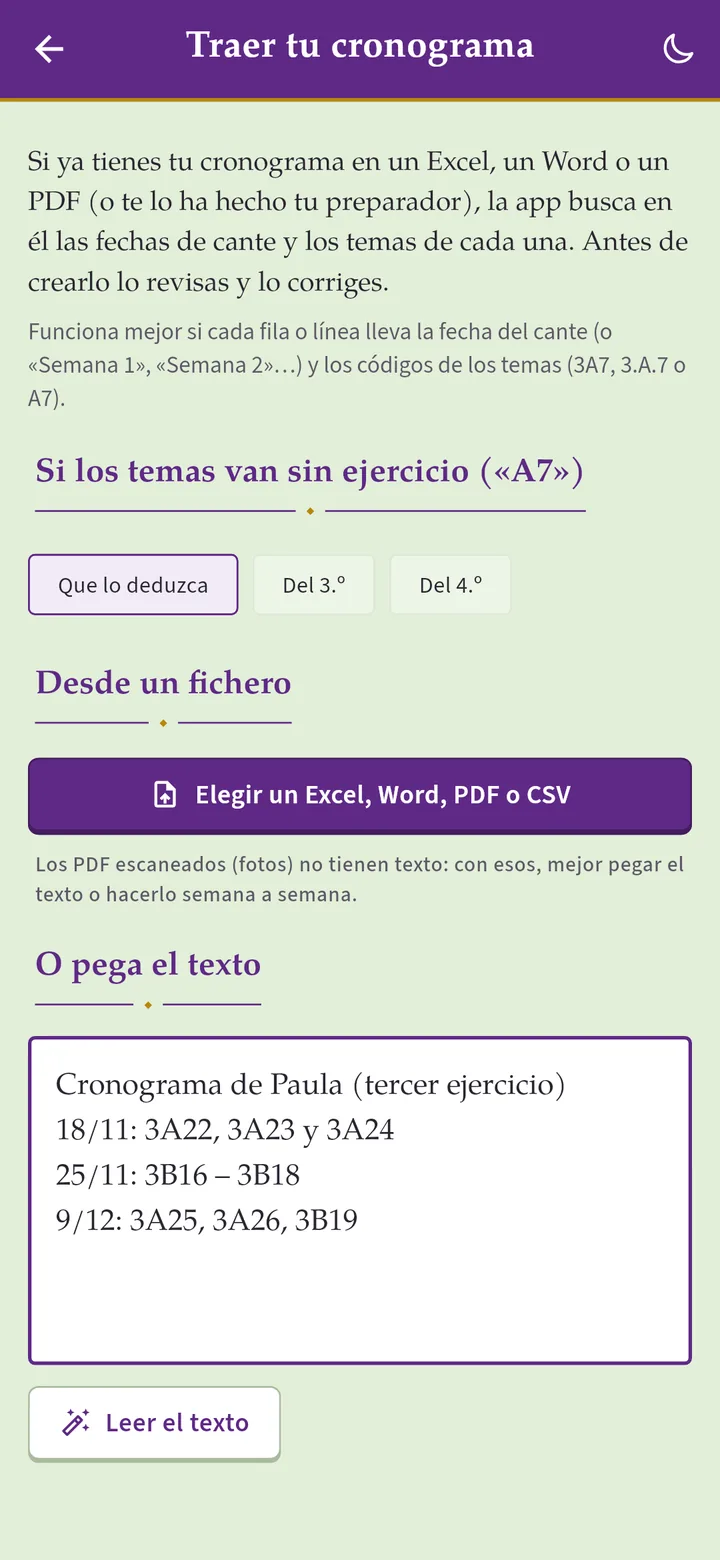 Traer tu cronograma
Si ya tienes tu cronograma en un Excel, un Word o un
PDF (o te lo ha hecho tu preparador), la app busca en
él las fechas de cante y los temas de cada una. Antes de
crearlo lo revisas y lo corriges.
Funciona mejor si cada fila o línea lleva la fecha del cante (o
«Semana 1», «Semana 2»…) y los códigos de los temas (3A7, 3.A.7 o
A7).
Si los temas van sin ejercicio («A7»)
Que lo deduzca
Del 3.º
Del 4.º
Desde un fichero
Elegir un Excel, Word, PDF o CSV
Los PDF escaneados (fotos) no tienen texto: con esos, mejor pegar el
texto o hacerlo semana a semana.
O pega el texto
Cronograma de Paula (tercer ejercicio)
18/11: 3A22, 3A23 y 3A24
25/11: 3B16 – 3B18
9/12: 3A25, 3A26, 3B19
Leer el texto